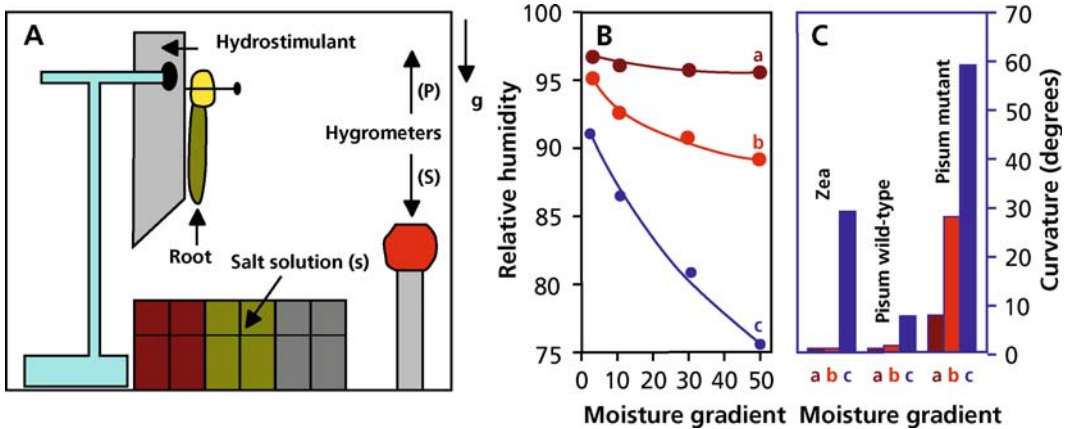 A
Hydrostimulant
(P)
g
Hygrometers
(S)
Root
Salt solution (s)
B
Relative humidity
100
95
90
85
80
75
0 10 20 30 40 50
a
b
c
Moisture gradient
C
Zea
Pisum wild-type
Pisum mutant
70
60
50
40
30
20
10
0
Curvature (degrees)
a b c a b c a b c
Moisture gradient